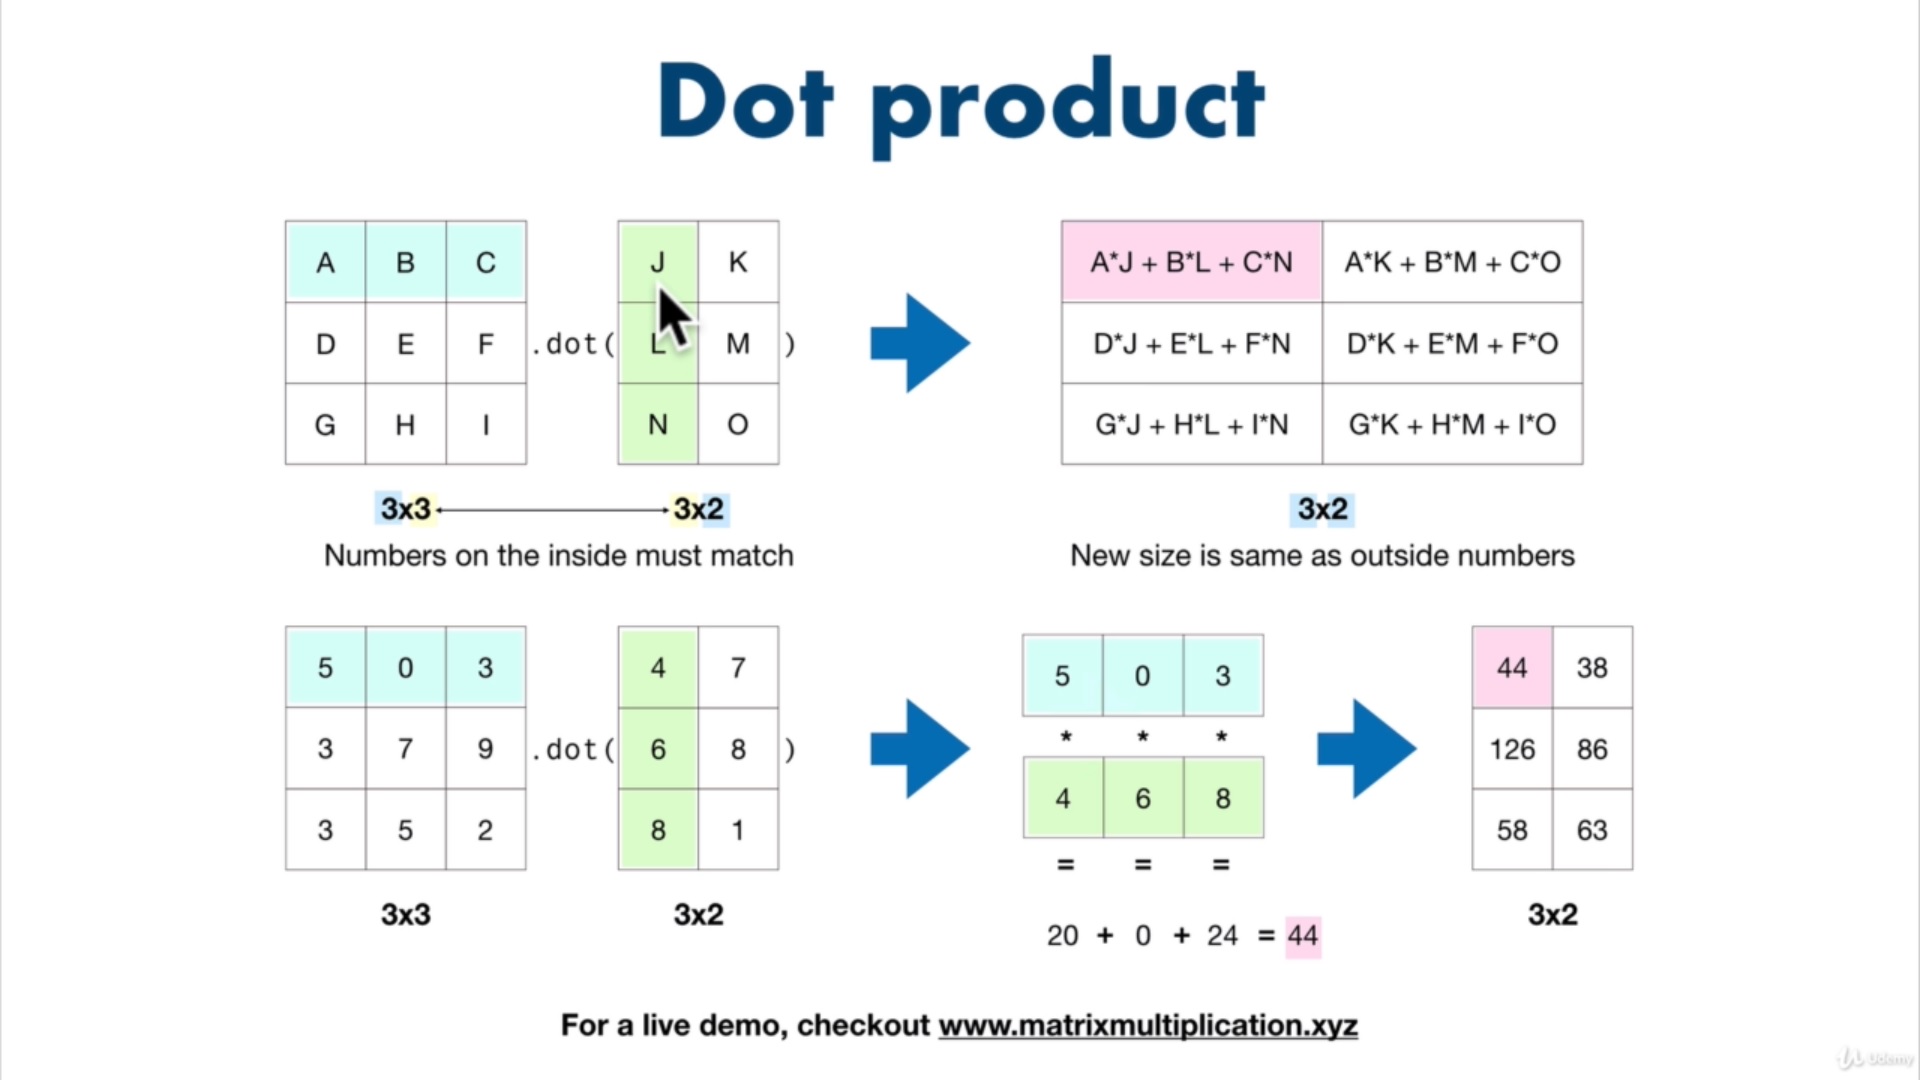 Dot product
A B C
D E F
G H I
.dot(
J K
L M
N O
)
A*J + B*L + C*N A*K + B*M + C*O
D*J + E*L + F*N D*K + E*M + F*O
G*J + H*L + I*N G*K + H*M + I*O
3x3 3x2
Numbers on the inside must match
3x2
New size is same as outside numbers
5 0 3
3 7 9
3 5 2
.dot(
4 7
6 8
8 1
)
3x3 3x2
5 0 3
* * *
4 6 8
= = =
20 + 0 + 24 = 44
44 38
126 86
58 63
3x2
For a live demo, checkout www.matrixmultiplication.xyz
Udemy